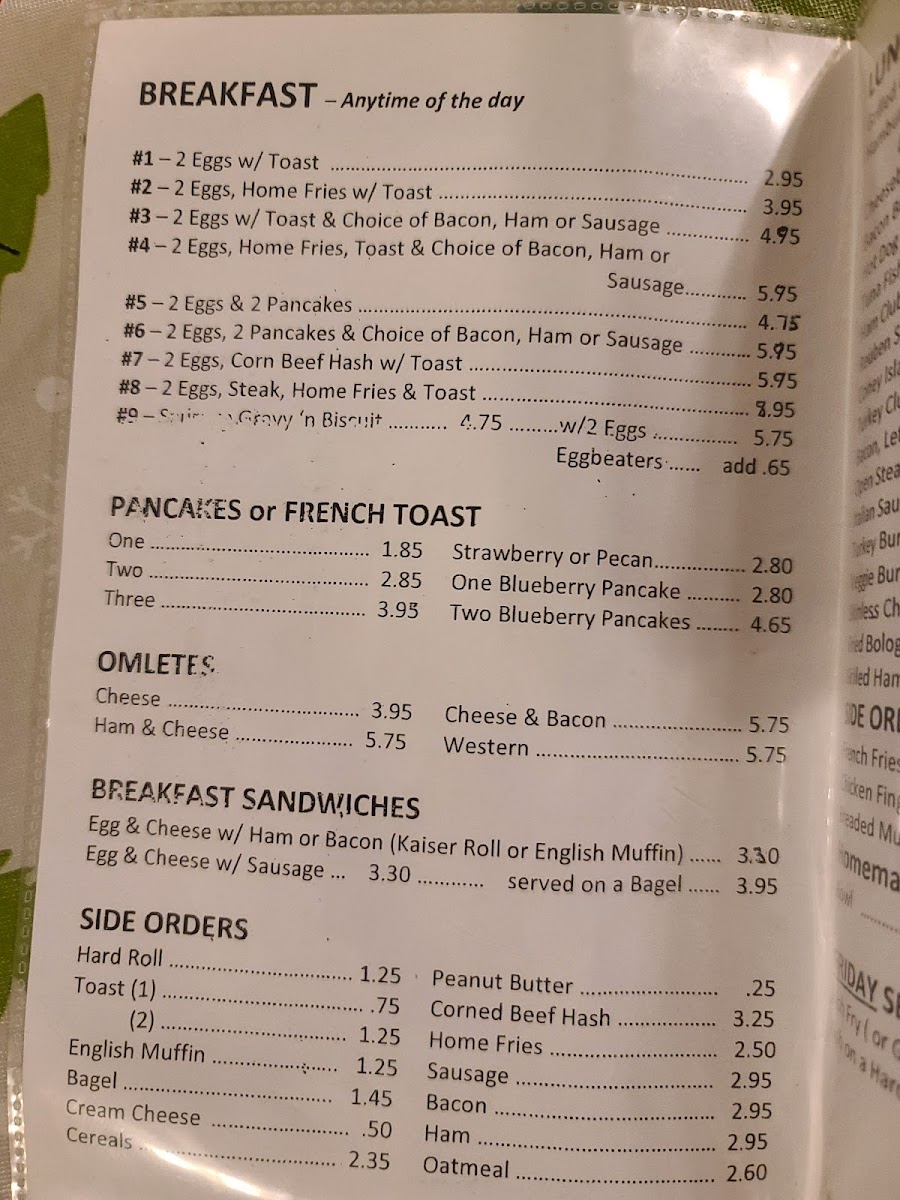 BREAKFAST – Anytime of the day
#1 – 2 Eggs w/ Toast ........ 2.95
#2 – 2 Eggs, Home Fries w/ Toast ........ 3.95
#3 – 2 Eggs w/ Toast & Choice of Bacon, Ham or Sausage ........ 4.95
#4 – 2 Eggs, Home Fries, Toast & Choice of Bacon, Ham or
Sausage........ 5.95
#5 – 2 Eggs & 2 Pancakes ........ 4.75
#6 – 2 Eggs, 2 Pancakes & Choice of Bacon, Ham or Sausage ........ 5.95
#7 – 2 Eggs, Corn Beef Hash w/ Toast ........ 5.95
#8 – 2 Eggs, Steak, Home Fries & Toast ........ 8.95
#9 – Gravy 'n Biscuit ........ 4.75 ........w/2 Eggs ........ 5.75
Eggbeaters ........ add .65
PANCAKES or FRENCH TOAST
One ........ 1.85 Strawberry or Pecan........ 2.80
Two ........ 2.85 One Blueberry Pancake ........ 2.80
Three ........ 3.95 Two Blueberry Pancakes ........ 4.65
OMLETES
Cheese ........ 3.95 Cheese & Bacon ........ 5.75
Ham & Cheese ........ 5.75 Western ........ 5.75
BREAKFAST SANDWICHES
Egg & Cheese w/ Ham or Bacon (Kaiser Roll or English Muffin) ...... 3.30
Egg & Cheese w/ Sausage ... 3.30 ........ served on a Bagel ...... 3.95
SIDE ORDERS
Hard Roll ........ 1.25 Peanut Butter ........ .25
Toast (1) ........ .75 Corned Beef Hash ........ 3.25
(2) ........ 1.25 Home Fries ........ 2.50
English Muffin ........ 1.25 Sausage ........ 2.95
Bagel ........ 1.45 Bacon ........ 2.95
Cream Cheese ........ .50 Ham ........ 2.95
Cereals ........ 2.35 Oatmeal ........ 2.60